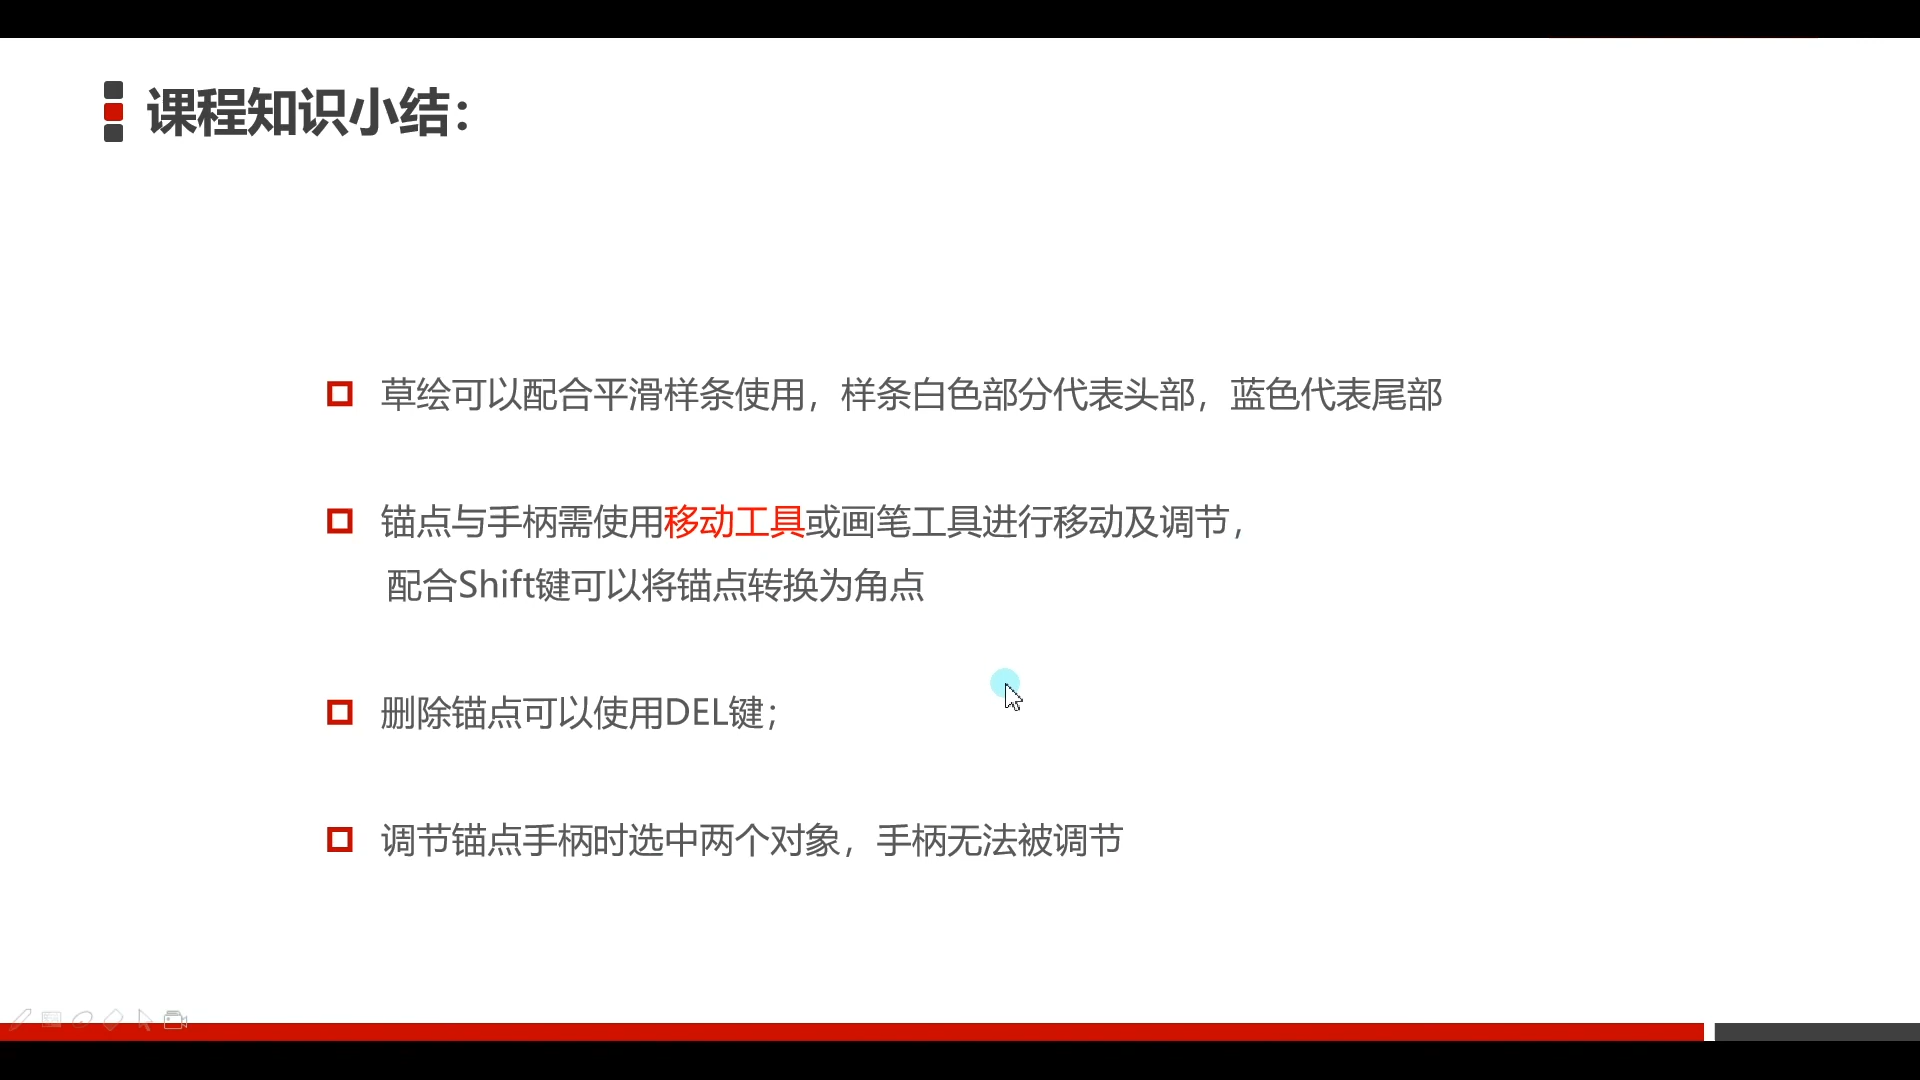 课程知识小结：
草绘可以配合平滑样条使用，样条白色部分代表头部，蓝色代表尾部
锚点与手柄需使用移动工具或画笔工具进行移动及调节，
配合Shift键可以将锚点转换为角点
删除锚点可以使用DEL键；
调节锚点手柄时选中两个对象，手柄无法被调节